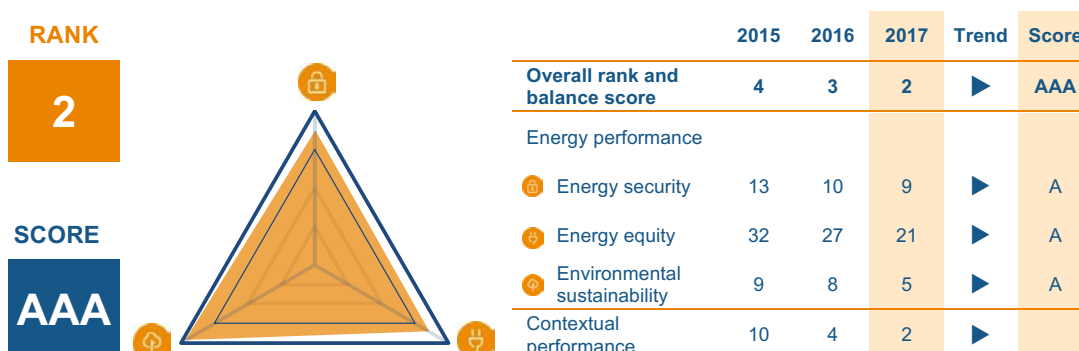 RANK
2
SCORE
AAA
2015 2016 2017 Trend Score
Overall rank and
balance score 4 3 2 AAA
Energy performance
Energy security 13 10 9 A
Energy equity 32 27 21 A
Environmental
sustainability 9 8 5 A
Contextual
performance 10 4 2